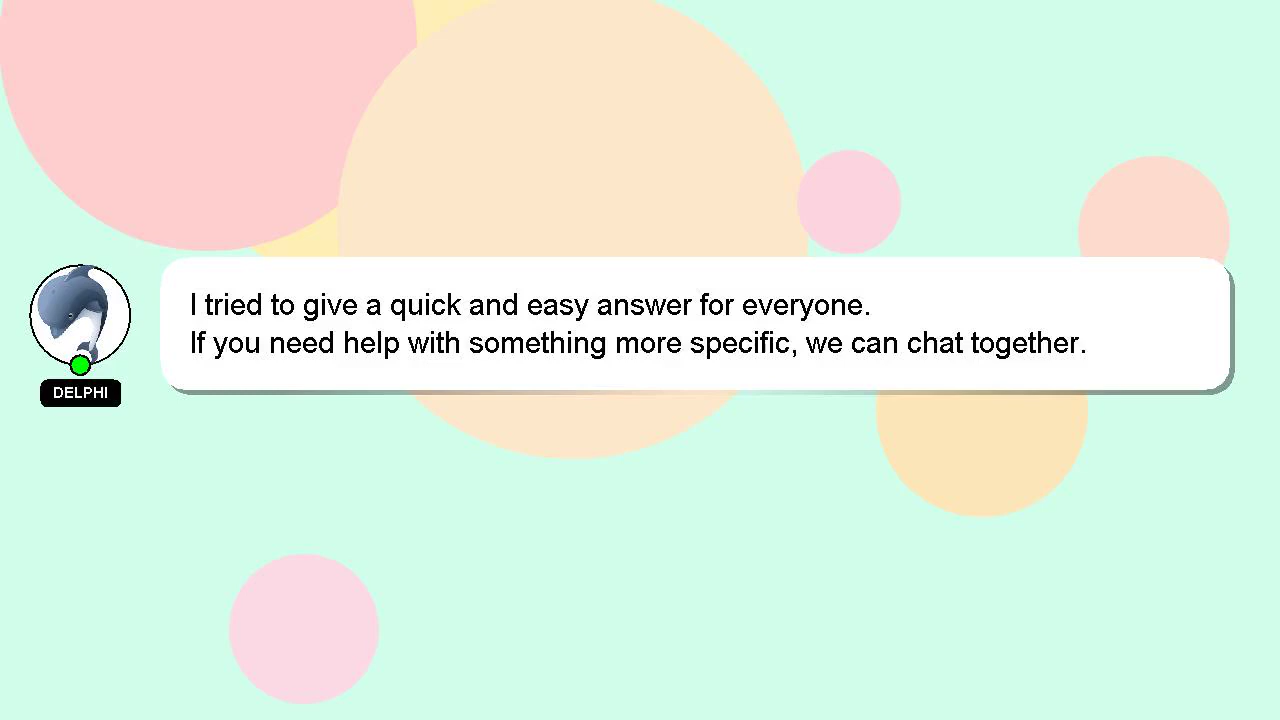 I tried to give a quick and easy answer for everyone.
If you need help with something more specific, we can chat together.
DELPHI